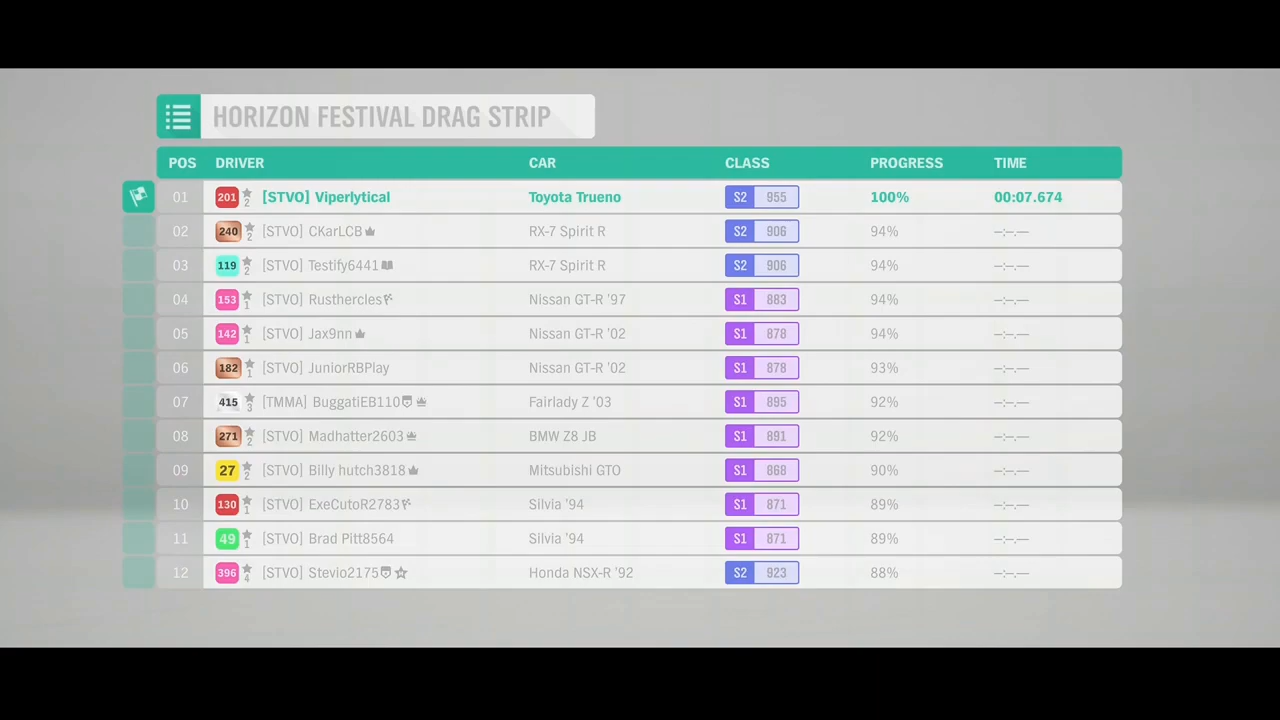 HORIZON FESTIVAL DRAG STRIP
POS DRIVER CAR CLASS PROGRESS TIME
01 201 2 [STVO] Viperlytical Toyota Trueno S2 955 100% 00:07.674
02 240 2 [STVO] CKarLCB RX-7 Spirit R S2 906 94% --:--.---
03 119 2 [STVO] Testify6441 RX-7 Spirit R S2 906 94% --:--.---
04 153 1 [STVO] Rusthercles Nissan GT-R '97 S1 883 94% --:--.---
05 142 1 [STVO] Jax9nn Nissan GT-R '02 S1 878 94% --:--.---
06 182 1 [STVO] JuniorRBPlay Nissan GT-R '02 S1 878 93% --:--.---
07 415 3 [TMMA] BuggatiEB110 Fairlady Z '03 S1 895 92% --:--.---
08 271 2 [STVO] Madhatter2603 BMW Z8 JB S1 891 92% --:--.---
09 27 2 [STVO] Billy hutch3818 Mitsubishi GTO S1 868 90% --:--.---
10 130 1 [STVO] ExeCutoR2783 Silvia '94 S1 871 89% --:--.---
11 49 1 [STVO] Brad Pitt8564 Silvia '94 S1 871 89% --:--.---
12 396 4 [STVO] Stevio2175 Honda NSX-R '92 S2 923 88% --:--.---